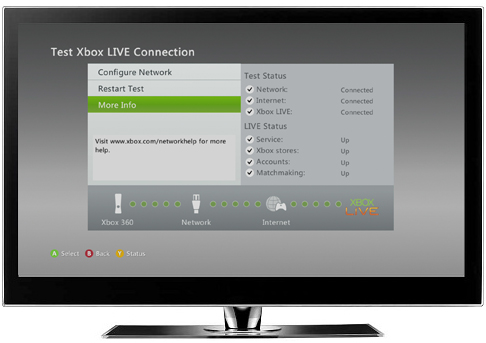 Test Xbox LIVE Connection
Configure Network
Restart Test
More Info
Visit www.xbox.com/networkhelp for more
help.
Test Status
Network: Connected
Internet: Connected
Xbox LIVE: Connected
LIVE Status
Service: Up
Xbox stores: Up
Accounts: Up
Matchmaking: Up
XBOX
LIVE
Xbox 360 Network Internet
A Select B Back Y Status